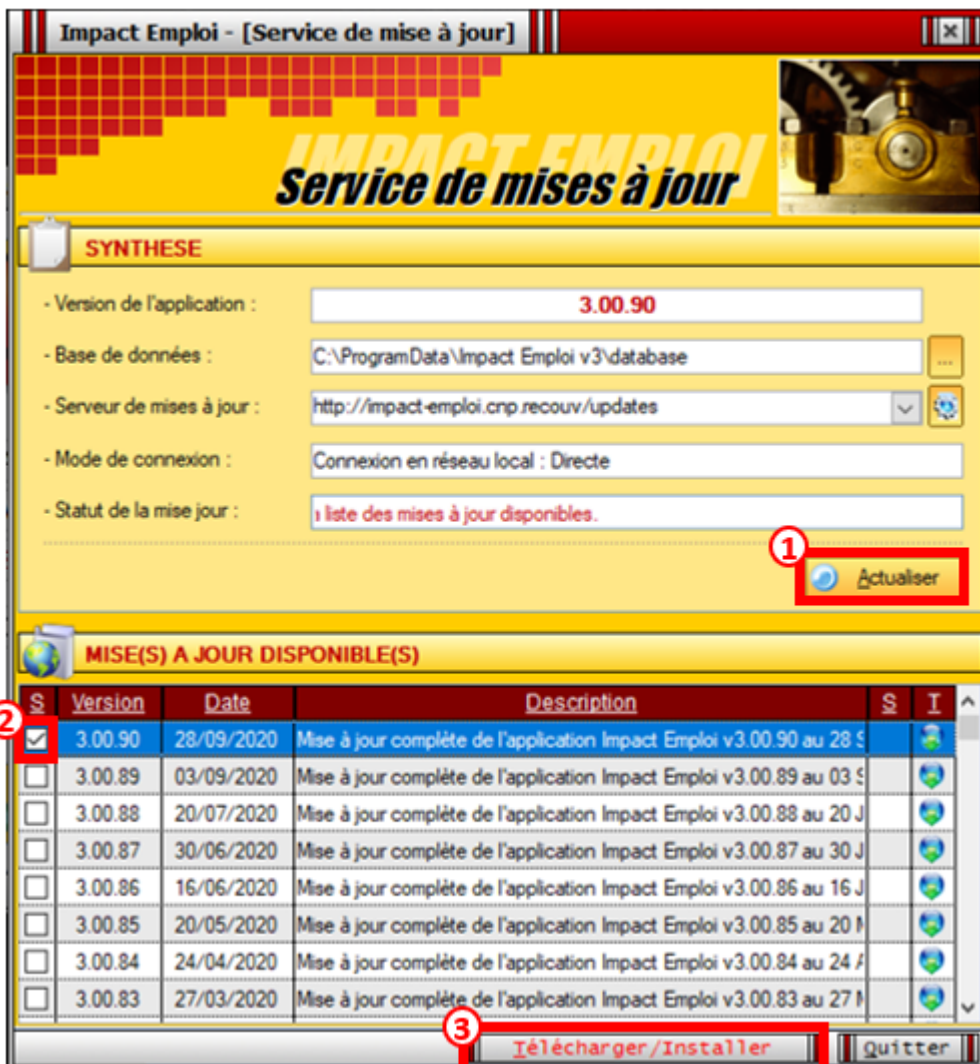 Impact Emploi - [Service de mise à jour]
IMPACT EMPLOI
Service de mises à jour
SYNTHESE
- Version de l'application : 3.00.90
- Base de données : C:\ProgramData\Impact Emploi v3\database ...
- Serveur de mises à jour : http://impact-emploi.cnp.recouv/updates
- Mode de connexion : Connexion en réseau local : Directe
- Statut de la mise jour : liste des mises à jour disponibles.
1
Actualiser
MISE(S) A JOUR DISPONIBLE(S)
S Version Date Description S T
2
3.00.90 28/09/2020 Mise à jour complète de l'application Impact Emploi v3.00.90 au 28 S
3.00.89 03/09/2020 Mise à jour complète de l'application Impact Emploi v3.00.89 au 03 S
3.00.88 20/07/2020 Mise à jour complète de l'application Impact Emploi v3.00.88 au 20 J
3.00.87 30/06/2020 Mise à jour complète de l'application Impact Emploi v3.00.87 au 30 J
3.00.86 16/06/2020 Mise à jour complète de l'application Impact Emploi v3.00.86 au 16 J
3.00.85 20/05/2020 Mise à jour complète de l'application Impact Emploi v3.00.85 au 20 M
3.00.84 24/04/2020 Mise à jour complète de l'application Impact Emploi v3.00.84 au 24 A
3.00.83 27/03/2020 Mise à jour complète de l'application Impact Emploi v3.00.83 au 27 M
3
Télécharger/Installer Quitter